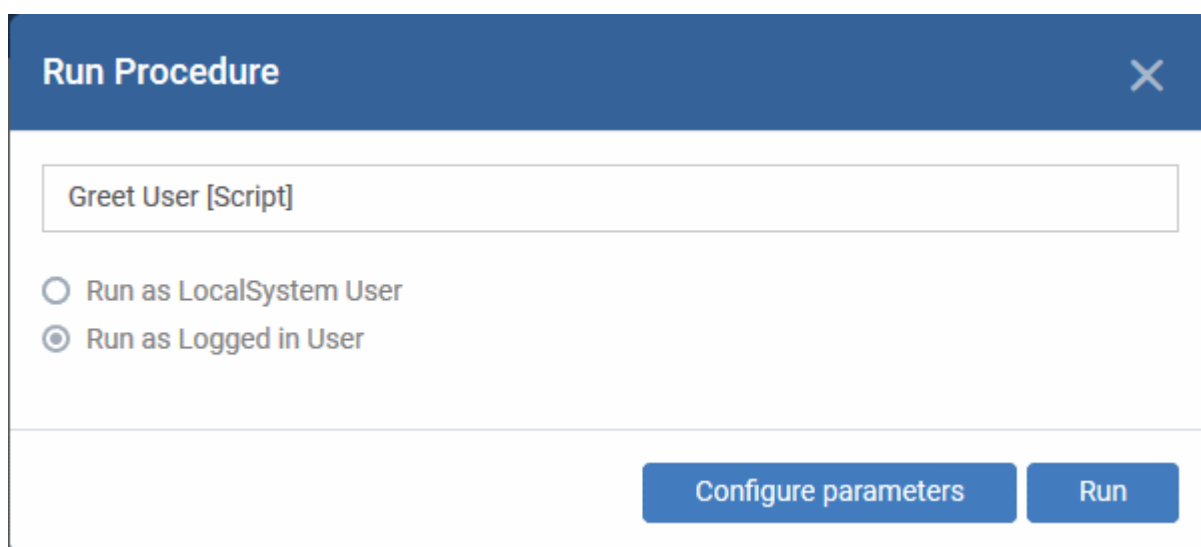 Run Procedure
Greet User [Script]
Run as LocalSystem User
Run as Logged in User
Configure parameters Run